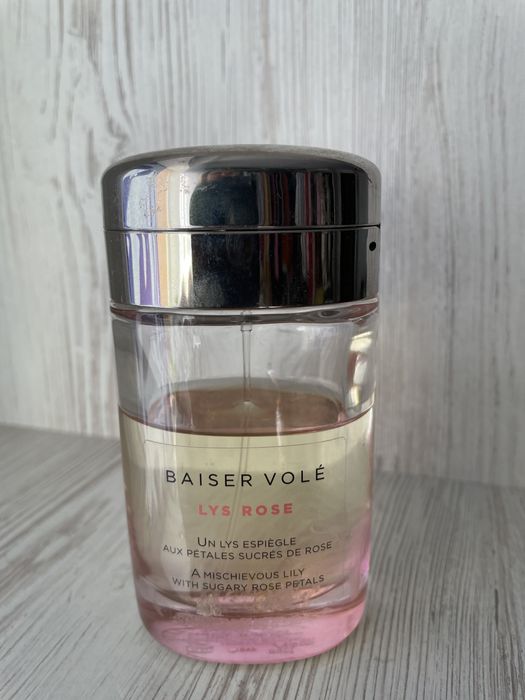 BAISER VOLÉ
LYS ROSE
UN LYS ESPIÈGLE
AUX PÉTALES SUCRÉS DE ROSE
A MISCHIEVOUS LILY
WITH SUGARY ROSE PETALS